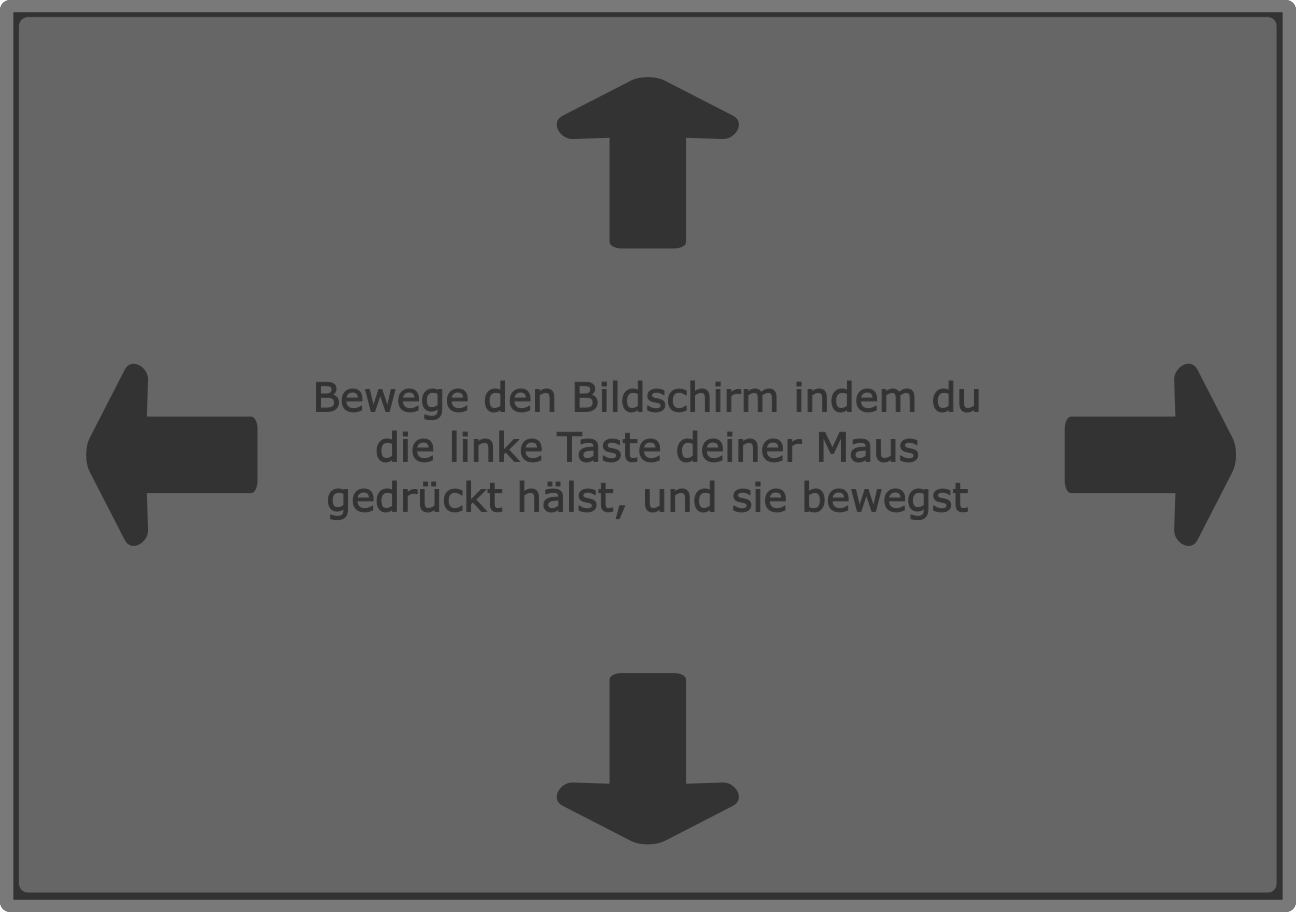 Bewege den Bildschirm indem du
die linke Taste deiner Maus
gedrückt hälst, und sie bewegst